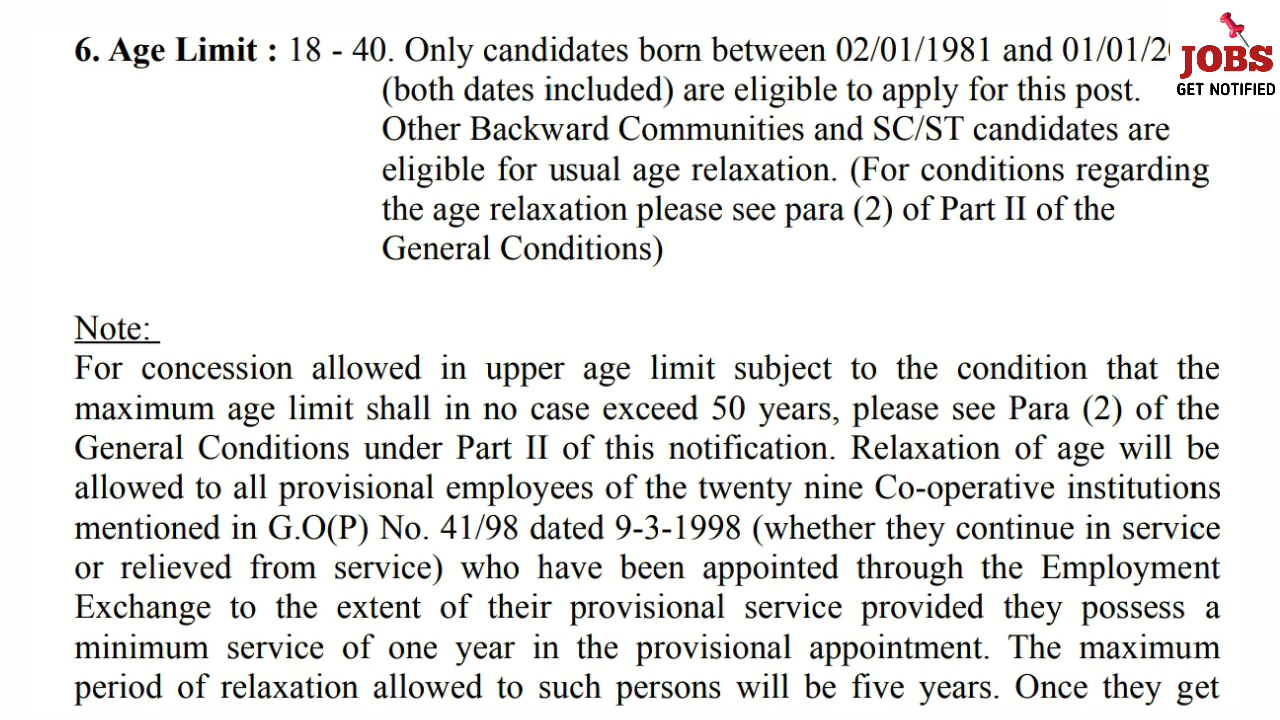 6. Age Limit : 18 - 40. Only candidates born between 02/01/1981 and
(both dates included) are eligible to apply for this post.
Other Backward Communities and SC/ST candidates are
eligible for usual age relaxation. (For conditions regarding
the age relaxation please see para (2) of Part II of the
General Conditions)
JOBS
GET NOTIFIED
Note:
For concession allowed in upper age limit subject to the condition that the
maximum age limit shall in no case exceed 50 years, please see Para (2) of the
General Conditions under Part II of this notification. Relaxation of age will be
allowed to all provisional employees of the twenty nine Co-operative institutions
mentioned in G.O(P) No. 41/98 dated 9-3-1998 (whether they continue in service
or relieved from service) who have been appointed through the Employment
Exchange to the extent of their provisional service provided they possess a
minimum service of one year in the provisional appointment. The maximum
period of relaxation allowed to such persons will be five years. Once they get